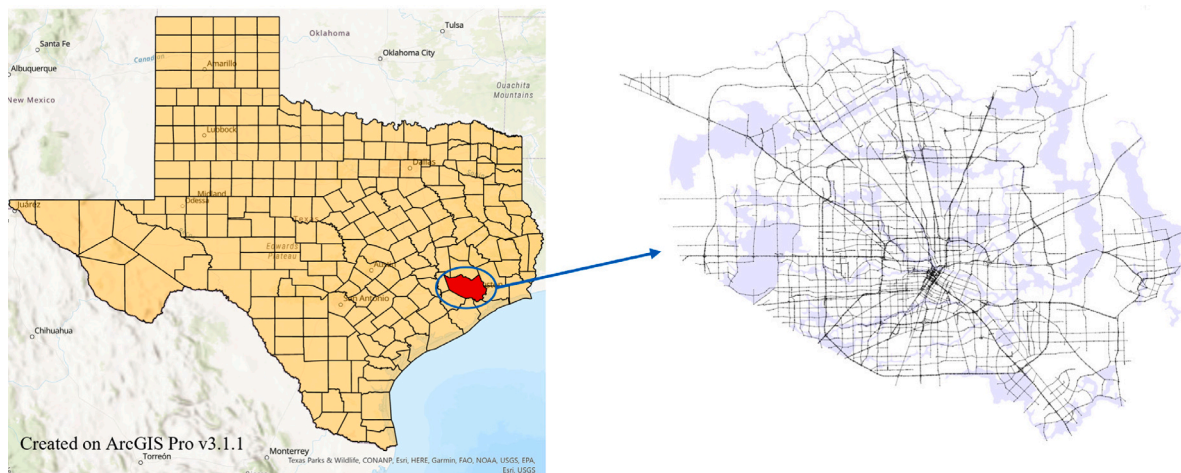 Tulsa
Oklahoma
Santa Fe
Oklahoma City
Canadian
Albuquerque
Amarillo
Ouachita
Mountains
New Mexico
Lubbock
Dallas
Midland
Odessa
Juárez
Texas
Edwards
Plateau
San Antonio
Chihuahua
Created on ArcGIS Pro v3.1.1
Monterrey
Torreón
Texas Parks & Wildlife, CONANP, Esri, HERE, Garmin, FAO, NOAA, USGS, EPA,
Esri, USGS